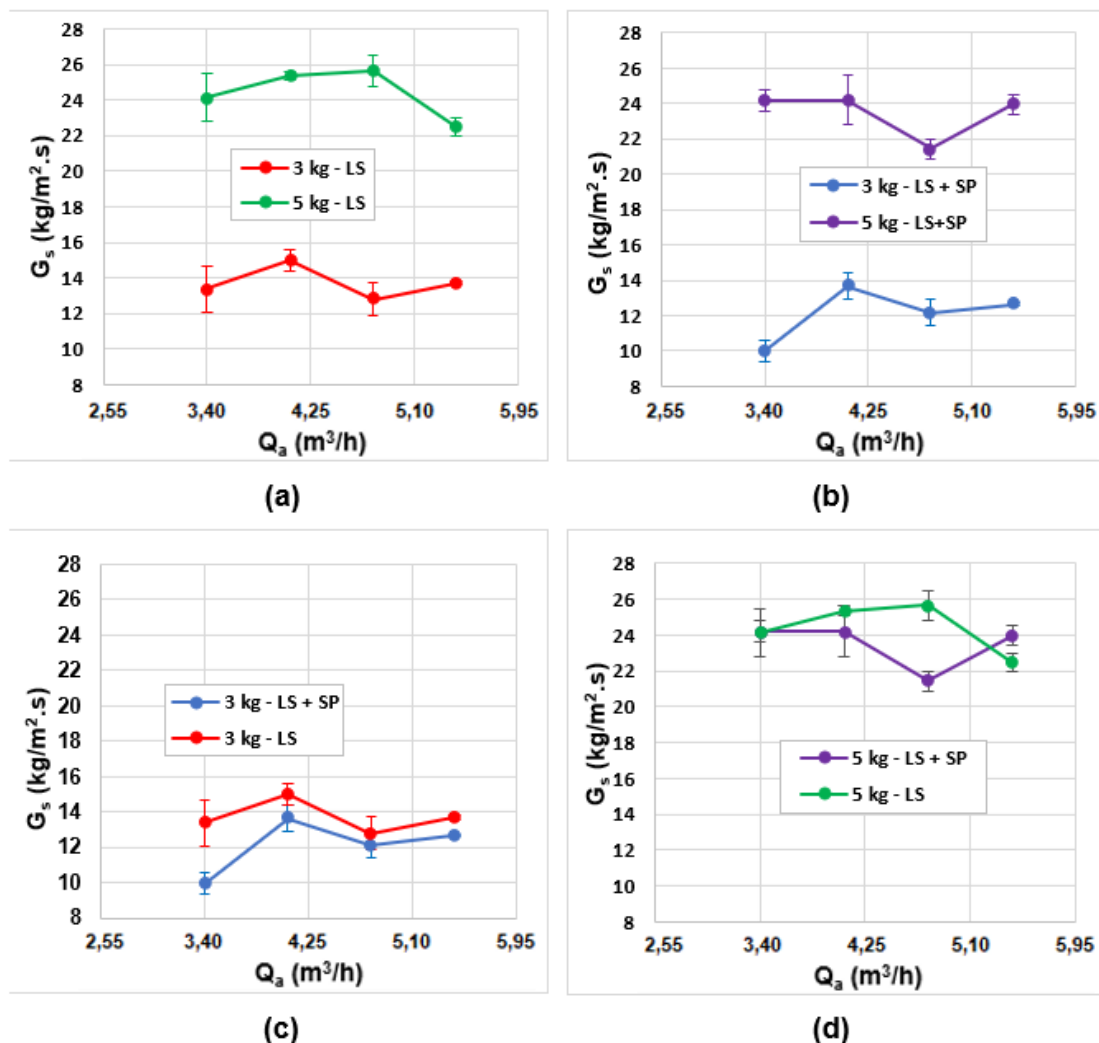 28
26
24
22
20
18
16
14
12
10
8
Gs (kg/m².s)
3 kg - LS
5 kg - LS
2,55 3,40 4,25 5,10 5,95
Qa (m³/h)
(a)
28
26
24
22
20
18
16
14
12
10
8
Gs (kg/m².s)
3 kg - LS + SP
5 kg - LS+SP
2,55 3,40 4,25 5,10 5,95
Qa (m³/h)
(b)
28
26
24
22
20
18
16
14
12
10
8
Gs (kg/m².s)
3 kg - LS + SP
3 kg - LS
2,55 3,40 4,25 5,10 5,95
Qa (m³/h)
(c)
28
26
24
22
20
18
16
14
12
10
8
Gs (kg/m².s)
5 kg - LS + SP
5 kg - LS
2,55 3,40 4,25 5,10 5,95
Qa (m³/h)
(d)